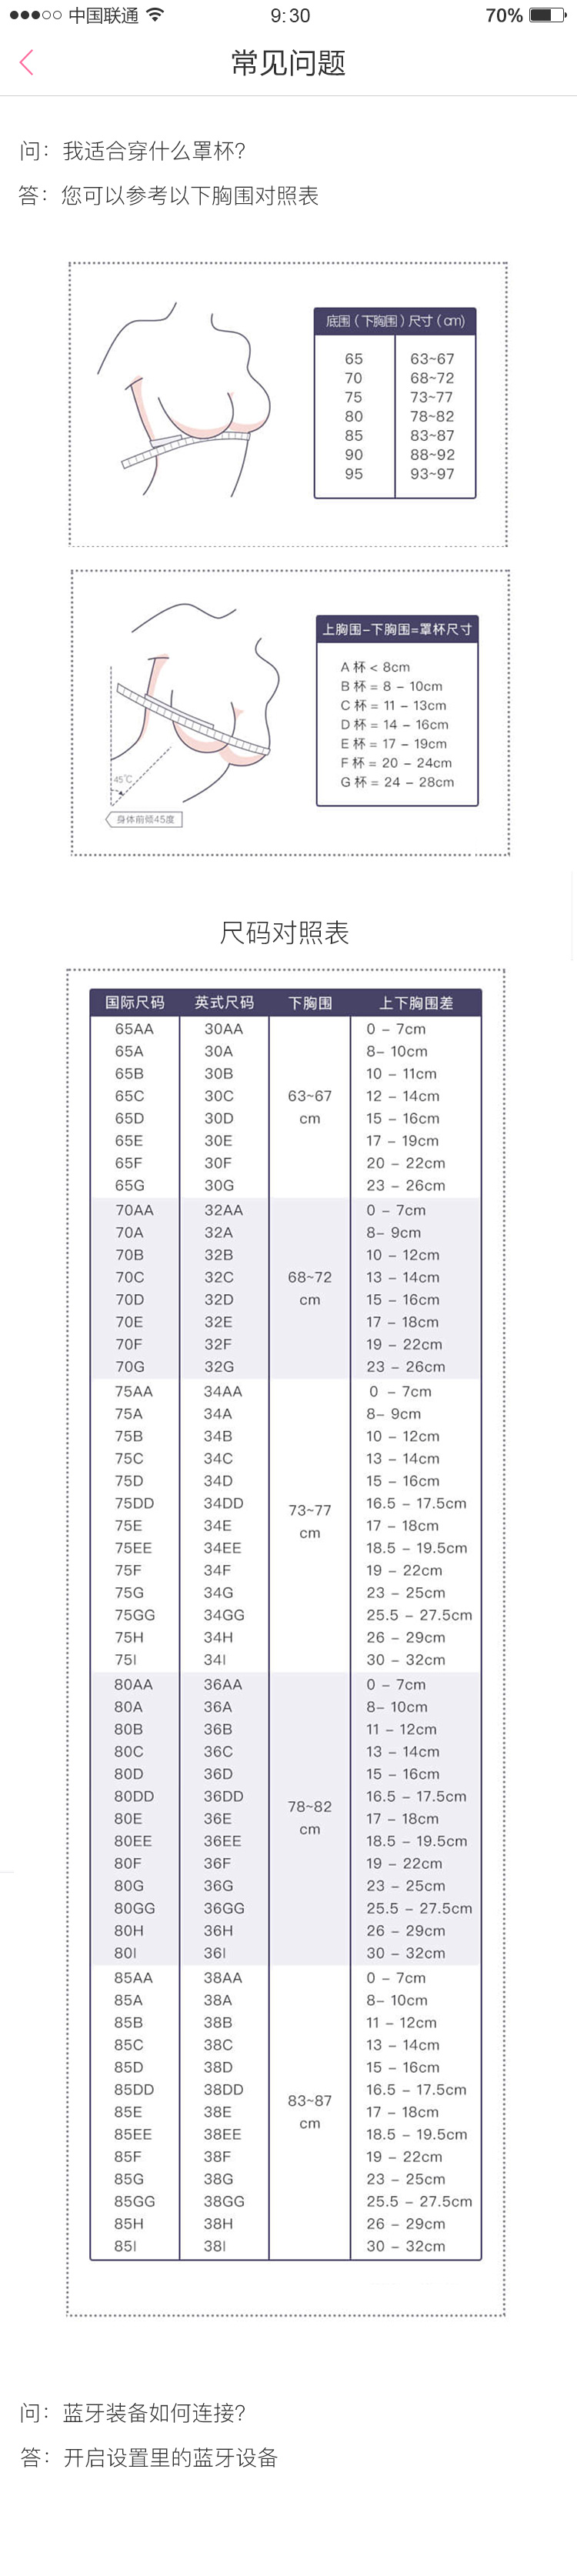 中国联通 9:30 70%
常见问题
问：我适合穿什么罩杯?
答：您可以参考以下胸围对照表
底围（下胸围）尺寸（cm）
65 63~67
70 68~72
75 73~77
80 78~82
85 83~87
90 88~92
95 93~97
上胸围-下胸围=罩杯尺寸
A 杯 < 8cm
B 杯 = 8 – 10cm
C 杯 = 11 – 13cm
D 杯 = 14 – 16cm
E 杯 = 17 – 19cm
F 杯 = 20 – 24cm
G 杯 = 24 – 28cm
45℃
身体前倾45度
尺码对照表
国际尺码 英式尺码 下胸围 上下胸围差
65AA 30AA 0 – 7cm
65A 30A 8– 10cm
65B 30B 10 – 11cm
65C 30C 63~67 12 – 14cm
65D 30D cm 15 – 16cm
65E 30E 17 – 19cm
65F 30F 20 – 22cm
65G 30G 23 – 26cm
70AA 32AA 0 – 7cm
70A 32A 8– 9cm
70B 32B 10 – 12cm
70C 32C 68~72 13 – 14cm
70D 32D cm 15 – 16cm
70E 32E 17 – 18cm
70F 32F 19 – 22cm
70G 32G 23 – 26cm
75AA 34AA 0 – 7cm
75A 34A 8– 9cm
75B 34B 10 – 12cm
75C 34C 13 – 14cm
75D 34D 15 – 16cm
75DD 34DD 73~77 16.5 – 17.5cm
75E 34E cm 17 – 18cm
75EE 34EE 18.5 – 19.5cm
75F 34F 19 – 22cm
75G 34G 23 – 25cm
75GG 34GG 25.5 – 27.5cm
75H 34H 26 – 29cm
75I 34I 30 – 32cm
80AA 36AA 0 – 7cm
80A 36A 8– 10cm
80B 36B 11 – 12cm
80C 36C 13 – 14cm
80D 36D 15 – 16cm
80DD 36DD 78~82 16.5 – 17.5cm
80E 36E cm 17 – 18cm
80EE 36EE 18.5 – 19.5cm
80F 36F 19 – 22cm
80G 36G 23 – 25cm
80GG 36GG 25.5 – 27.5cm
80H 36H 26 – 29cm
80I 36I 30 – 32cm
85AA 38AA 0 – 7cm
85A 38A 8– 10cm
85B 38B 11 – 12cm
85C 38C 13 – 14cm
85D 38D 15 – 16cm
85DD 38DD 83~87 16.5 – 17.5cm
85E 38E cm 17 – 18cm
85EE 38EE 18.5 – 19.5cm
85F 38F 19 – 22cm
85G 38G 23 – 25cm
85GG 38GG 25.5 – 27.5cm
85H 38H 26 – 29cm
85I 38I 30 – 32cm
问：蓝牙装备如何连接?
答：开启设置里的蓝牙设备